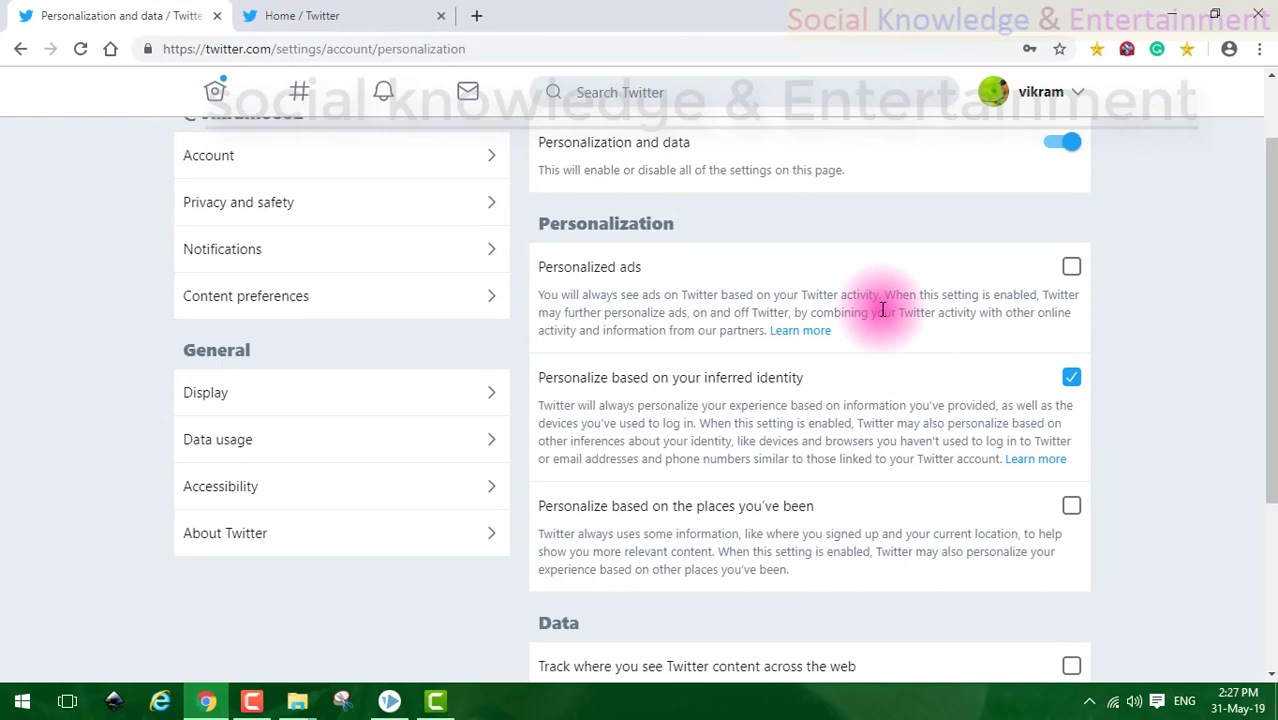 Personalization and data / Twitte
Home / Twitter
Social Knowledge & Entertainment
https://twitter.com/settings/account/personalization
Search Twitter
vikram
social knowledge & Entertainment
Account
Privacy and safety
Notifications
Content preferences
General
Display
Data usage
Accessibility
About Twitter
Personalization and data
This will enable or disable all of the settings on this page.
Personalization
Personalized ads
You will always see ads on Twitter based on your Twitter activity. When this setting is enabled, Twitter
may further personalize ads, on and off Twitter, by combining your Twitter activity with other online
activity and information from our partners. Learn more
Personalize based on your inferred identity
Twitter will always personalize your experience based on information you've provided, as well as the
devices you've used to log in. When this setting is enabled, Twitter may also personalize based on
other inferences about your identity, like devices and browsers you haven't used to log in to Twitter
or email addresses and phone numbers similar to those linked to your Twitter account. Learn more
Personalize based on the places you've been
Twitter always uses some information, like where you signed up and your current location, to help
show you more relevant content. When this setting is enabled, Twitter may also personalize your
experience based on other places you've been.
Data
Track where you see Twitter content across the web
ENG
2:27 PM
31-May-19